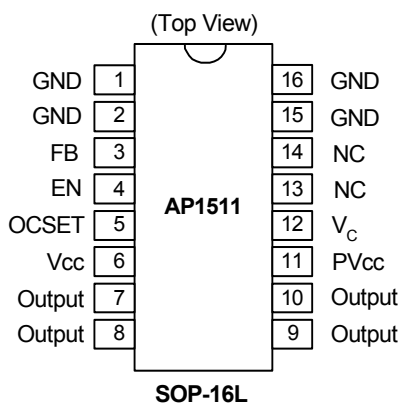 (Top View)
GND 1 16 GND
GND 2 15 GND
FB 3 14 NC
EN 4 13 NC
AP1511
OCSET 5 12 VC
Vcc 6 11 PVcc
Output 7 10 Output
Output 8 9 Output
SOP-16L